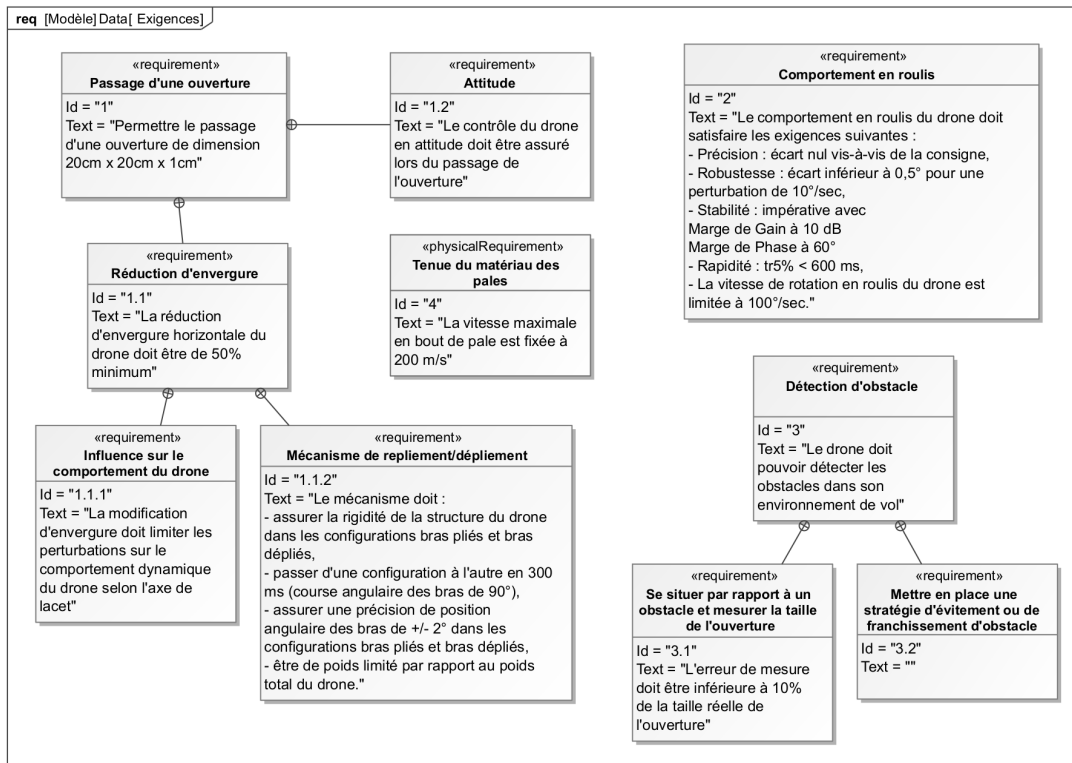 req [Modèle] Data[ Exigences]
«requirement»
Passage d'une ouverture
Id = "1"
Text = "Permettre le passage
d'une ouverture de dimension
20cm x 20cm x 1cm"
«requirement»
Attitude
Id = "1.2"
Text = "Le contrôle du drone
en attitude doit être assuré
lors du passage de
l'ouverture"
«requirement»
Comportement en roulis
Id = "2"
Text = "Le comportement en roulis du drone doit
satisfaire les exigences suivantes :
- Précision : écart nul vis-à-vis de la consigne,
- Robustesse : écart inférieur à 0,5° pour une
perturbation de 10°/sec,
- Stabilité : impérative avec
Marge de Gain à 10 dB
Marge de Phase à 60°
- Rapidité : tr5% < 600 ms,
- La vitesse de rotation en roulis du drone est
limitée à 100°/sec."
«requirement»
Réduction d'envergure
Id = "1.1"
Text = "La réduction
d'envergure horizontale du
drone doit être de 50%
minimum"
«physicalRequirement»
Tenue du matériau des
pales
Id = "4"
Text = "La vitesse maximale
en bout de pale est fixée à
200 m/s"
«requirement»
Détection d'obstacle
Id = "3"
Text = "Le drone doit
pouvoir détecter les
obstacles dans son
environnement de vol"
«requirement»
Influence sur le
comportement du drone
Id = "1.1.1"
Text = "La modification
d'envergure doit limiter les
perturbations sur le
comportement dynamique
du drone selon l'axe de
lacet"
«requirement»
Mécanisme de repliement/dépliement
Id = "1.1.2"
Text = "Le mécanisme doit :
- assurer la rigidité de la structure du drone
dans les configurations bras pliés et bras
dépliés,
- passer d'une configuration à l'autre en 300
ms (course angulaire des bras de 90°),
- assurer une précision de position
angulaire des bras de +/- 2° dans les
configurations bras pliés et bras dépliés,
- être de poids limité par rapport au poids
total du drone."
«requirement»
Se situer par rapport à un
obstacle et mesurer la taille
de l'ouverture
Id = "3.1"
Text = "L'erreur de mesure
doit être inférieure à 10%
de la taille réelle de
l'ouverture"
«requirement»
Mettre en place une
stratégie d'évitement ou de
franchissement d'obstacle
Id = "3.2"
Text = ""